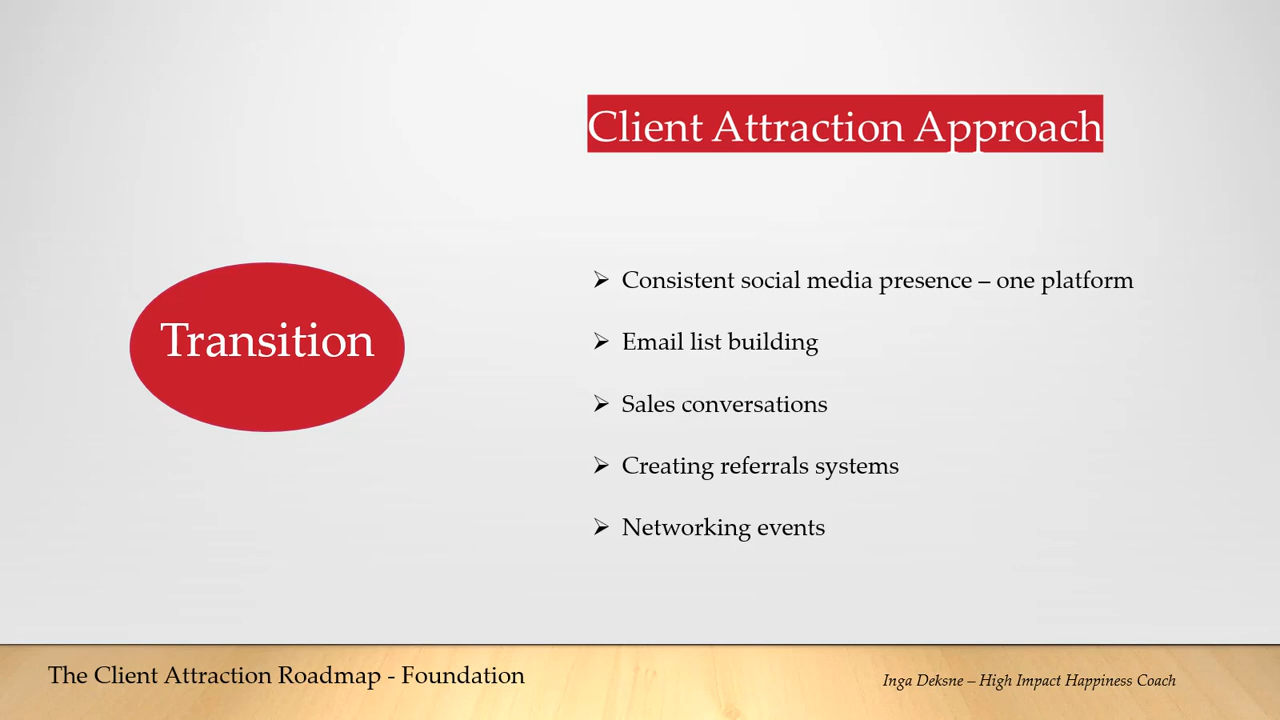 Client Attraction Approach
Transition
➢ Consistent social media presence – one platform
➢ Email list building
➢ Sales conversations
➢ Creating referrals systems
➢ Networking events
The Client Attraction Roadmap - Foundation
Inga Deksne – High Impact Happiness Coach